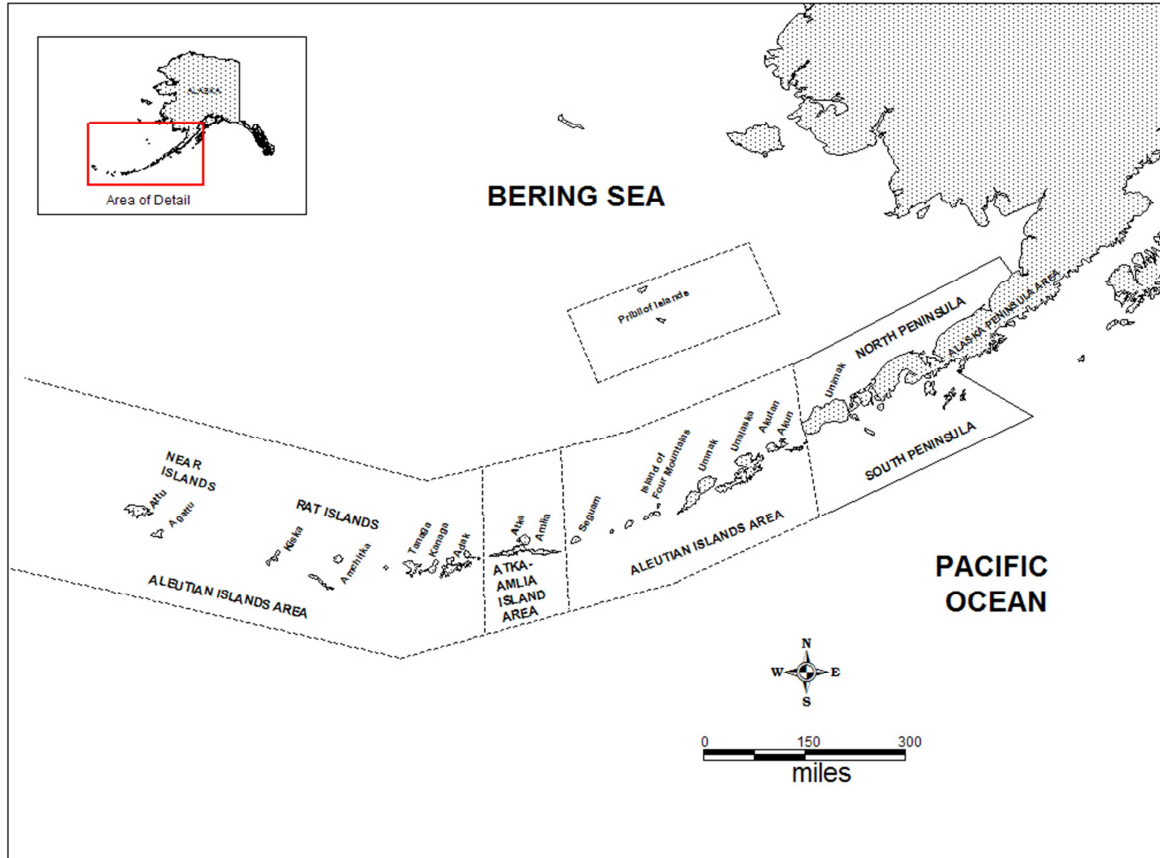 ALASKA
Area of Detail
BERING SEA
Pribilof Islands
NORTH PENINSULA
ALASKA PENINSULA AREA
Unimak
SOUTH PENINSULA
Akun
Akutan
Unalaska
Umnak
Island of
Four Mountains
Seguam
ALEUTIAN ISLANDS AREA
Atka
Amlia
ATKA-
AMLIA
ISLAND
AREA
Adak
Kanaga
Tanaga
RAT ISLANDS
Amchitka
Kiska
NEAR
ISLANDS
Attu
Agattu
ALEUTIAN ISLANDS AREA
PACIFIC
OCEAN
N
W E
S
0 150 300
miles